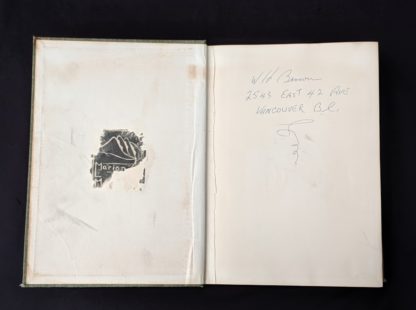 Marion
W H Brown
2543 EAST 42 AVE
VANCOUVER B.C.